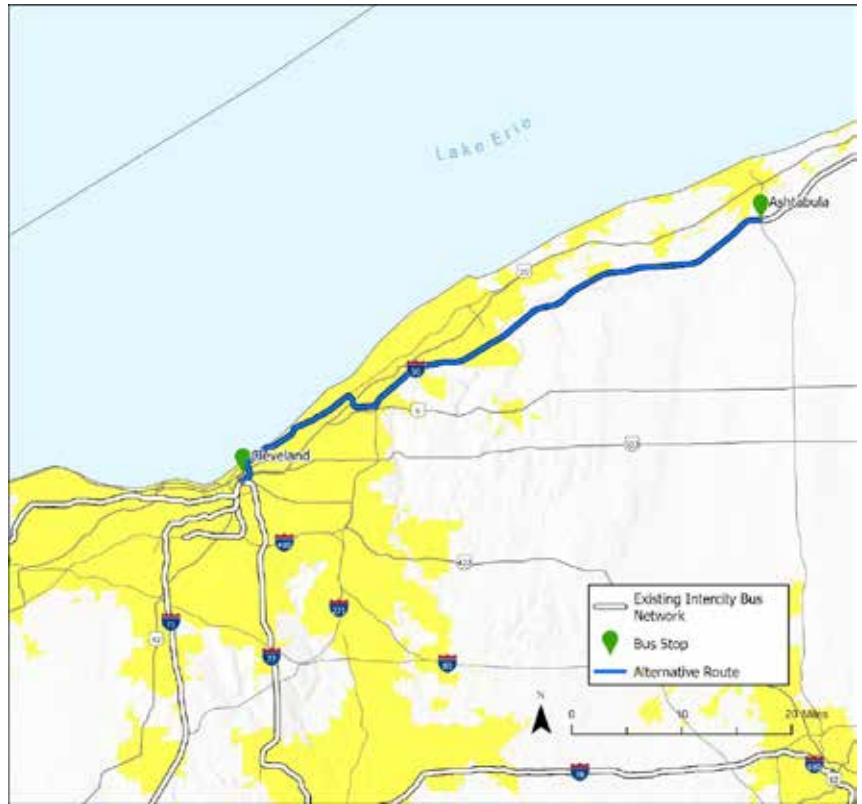 Lake Erie
Ashtabula
20
90
Cleveland
6
322
480
422
271
71
42
77
80
Existing Intercity Bus
Network
Bus Stop
Alternative Route
N
0
10
20 Miles
76